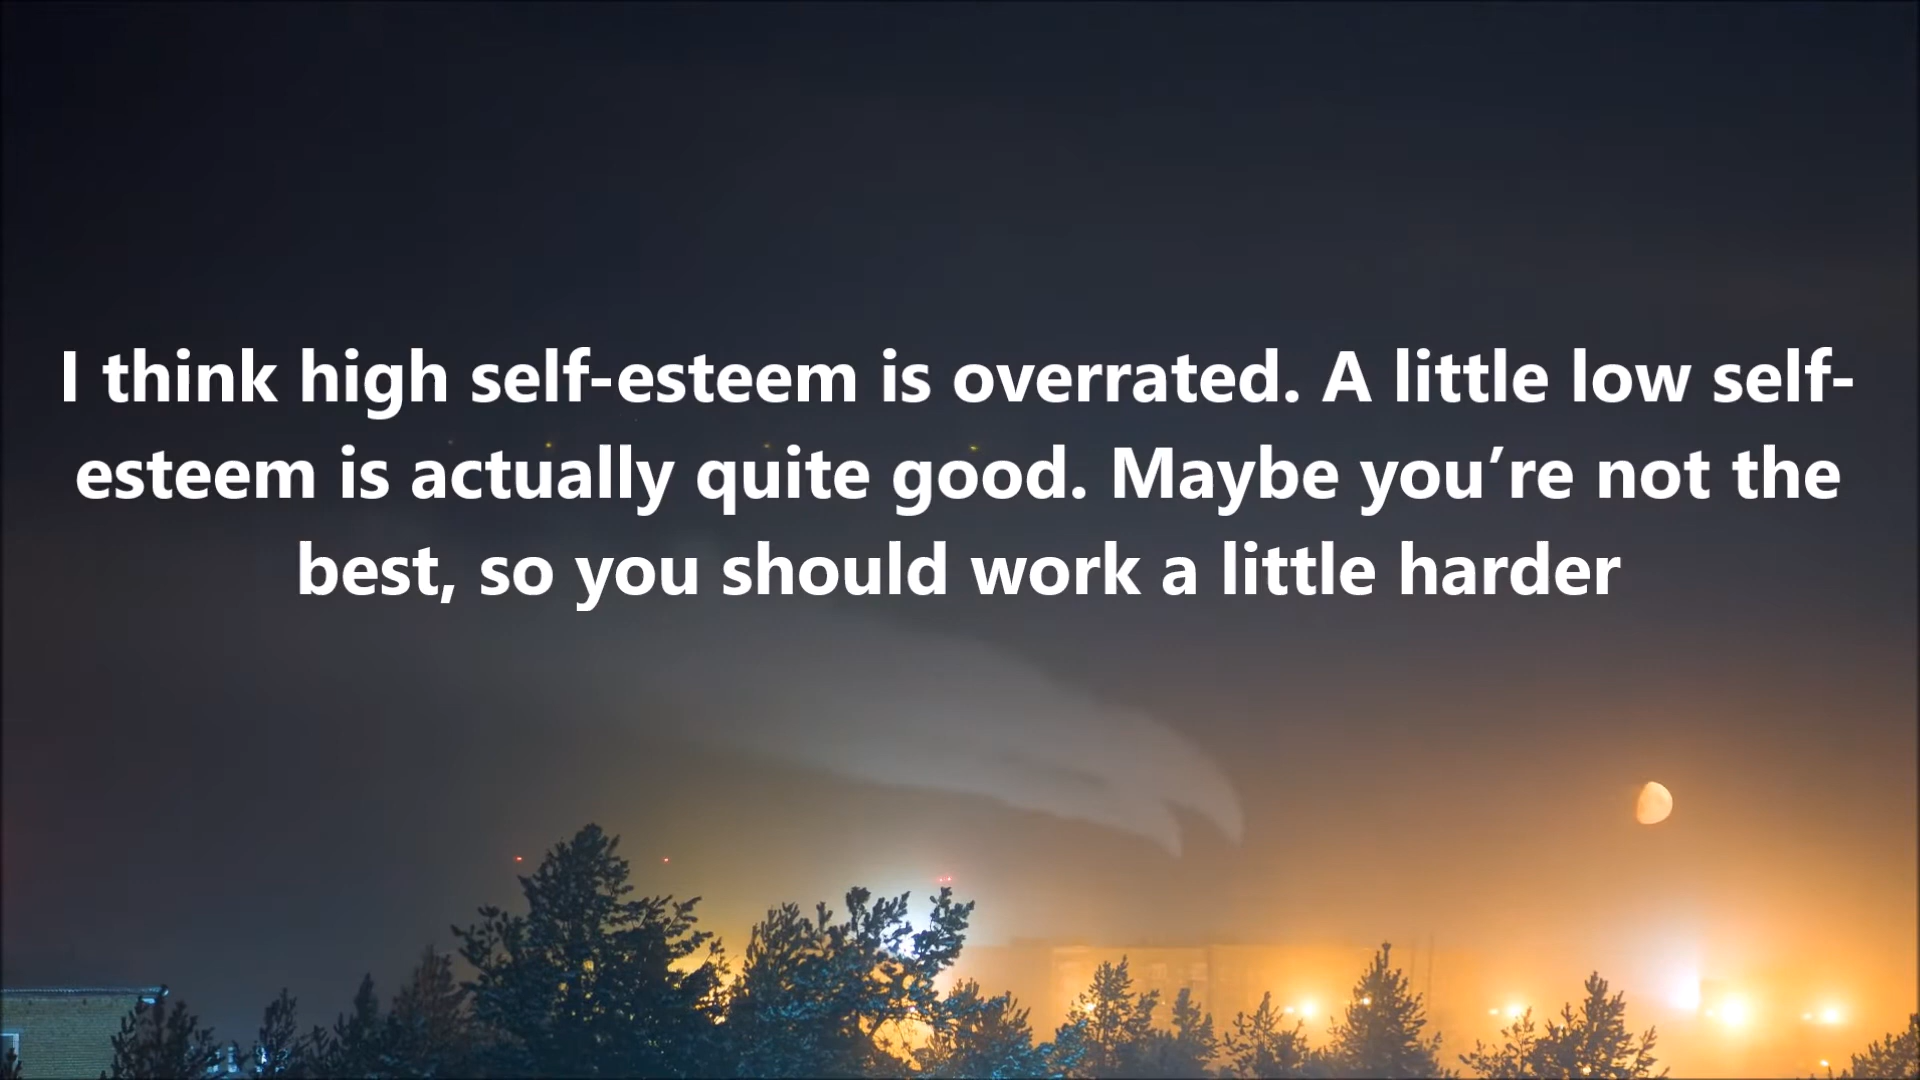 I think high self-esteem is overrated. A little low self-
esteem is actually quite good. Maybe you’re not the
best, so you should work a little harder